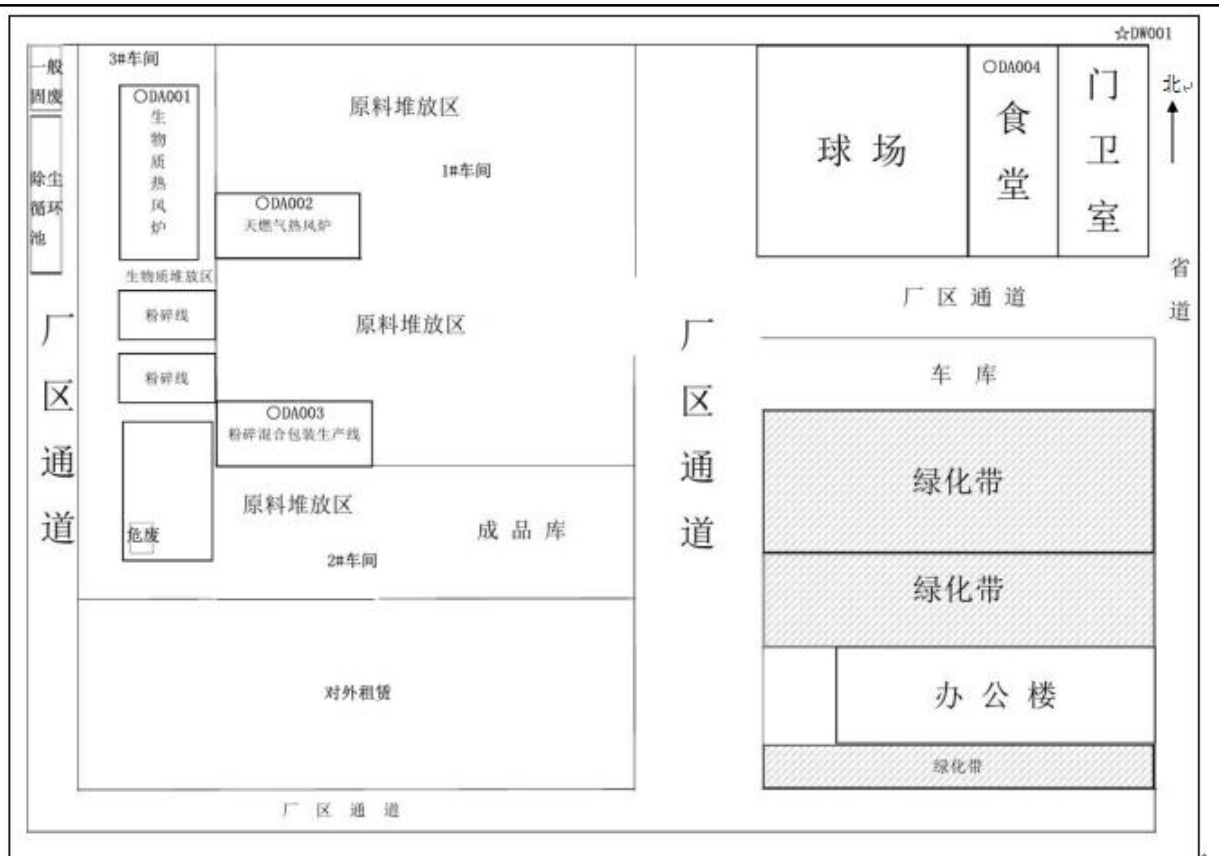 ☆DW001
一般
固废
3#车间
○DA001
生
物
质
热
风
炉
原料堆放区
1#车间
○DA002
天燃气热风炉
除尘
循环
池
生物质堆放区
粉碎线
粉碎线
原料堆放区
○DA003
粉碎混合包装生产线
危废
原料堆放区
成品库
2#车间
对外租赁
厂
区
通
道
厂区通道
厂
区
通
道
球场
○DA004
食
堂
门
卫
室
北
省
道
厂区通道
车库
绿化带
绿化带
办公楼
绿化带